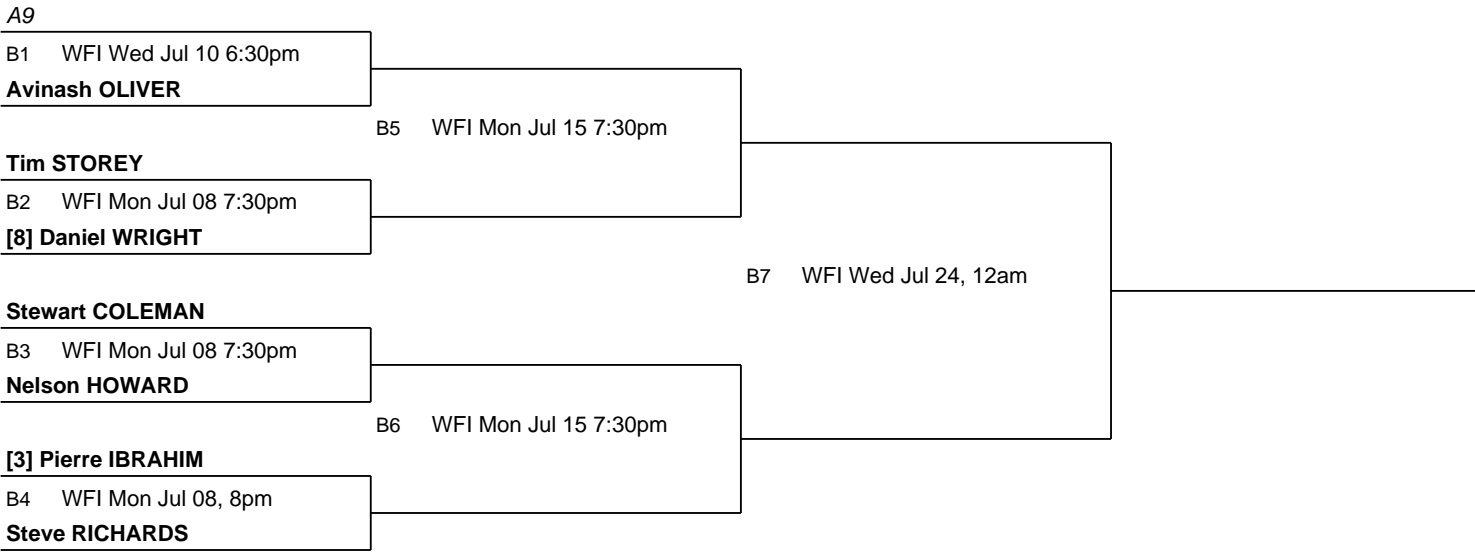 A9
B1 WFI Wed Jul 10 6:30pm
Avinash OLIVER
B5 WFI Mon Jul 15 7:30pm
Tim STOREY
B2 WFI Mon Jul 08 7:30pm
[8] Daniel WRIGHT
B7 WFI Wed Jul 24, 12am
Stewart COLEMAN
B3 WFI Mon Jul 08 7:30pm
Nelson HOWARD
B6 WFI Mon Jul 15 7:30pm
[3] Pierre IBRAHIM
B4 WFI Mon Jul 08, 8pm
Steve RICHARDS